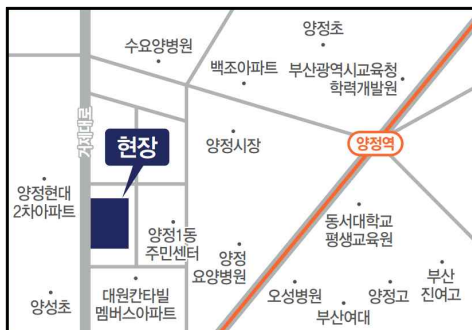 양정초
수요양병원
백조아파트
부산광역시교육청
학력개발원
거제대로
현장
양정시장
양정역
양정현대
2차아파트
양정1동
주민센터
동서대학교
평생교육원
양정
요양병원
양성초
대원칸타빌
멤버스아파트
오성병원
부산여대
양정고
부산
진여고